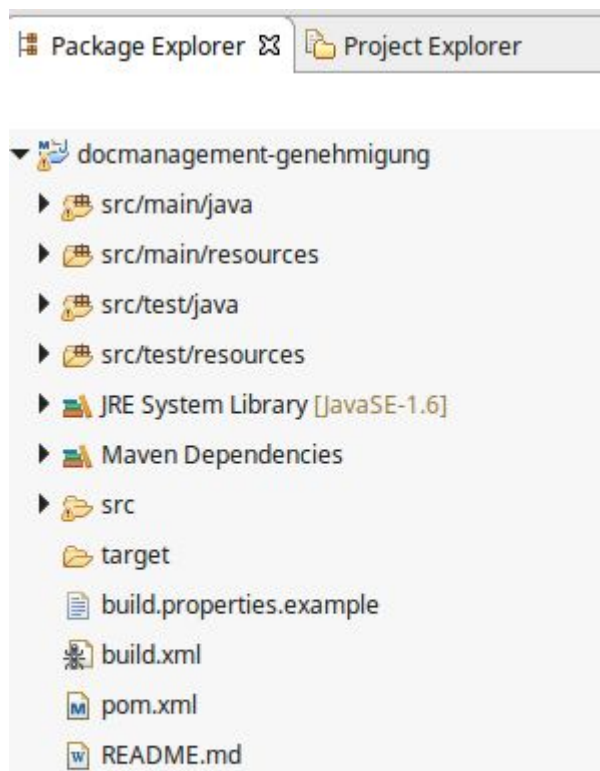 Package Explorer Project Explorer
docmanagement-genehmigung
src/main/java
src/main/resources
src/test/java
src/test/resources
JRE System Library [JavaSE-1.6]
Maven Dependencies
src
target
build.properties.example
build.xml
pom.xml
README.md